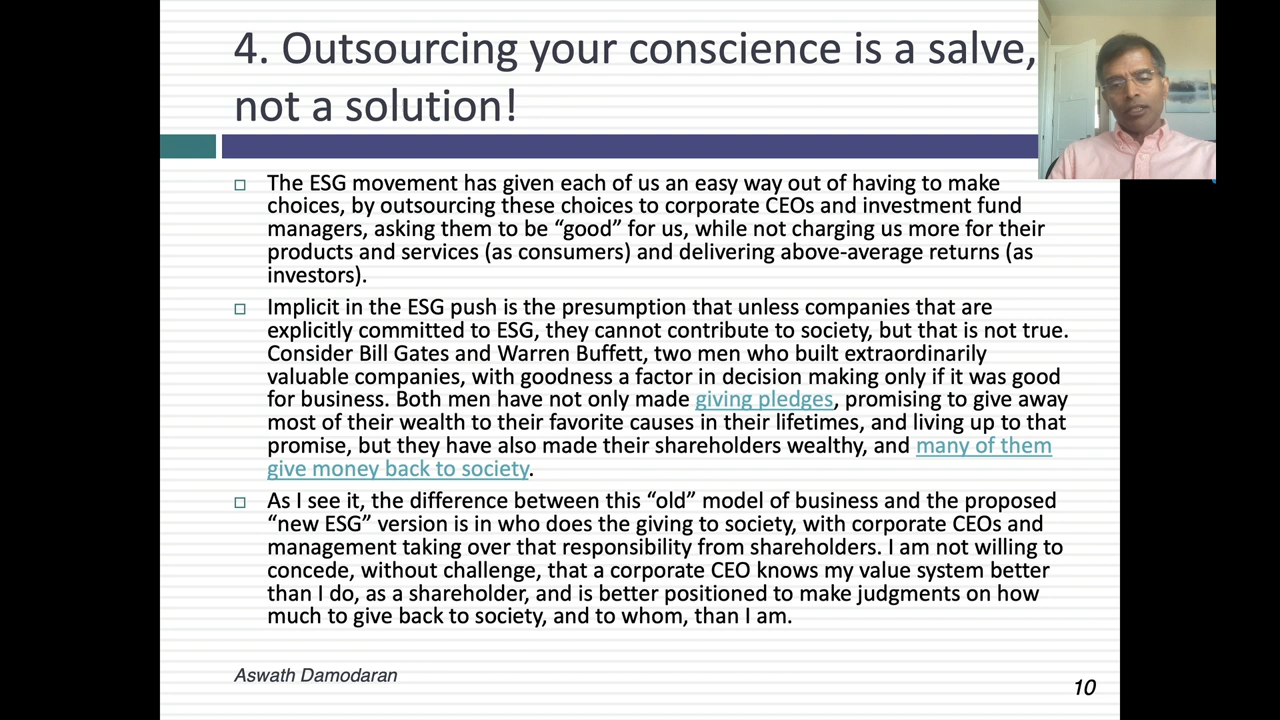 4. Outsourcing your conscience is a salve,
not a solution!
□ The ESG movement has given each of us an easy way out of having to make
choices, by outsourcing these choices to corporate CEOs and investment fund
managers, asking them to be “good” for us, while not charging us more for their
products and services (as consumers) and delivering above-average returns (as
investors).
□ Implicit in the ESG push is the presumption that unless companies that are
explicitly committed to ESG, they cannot contribute to society, but that is not true.
Consider Bill Gates and Warren Buffett, two men who built extraordinarily
valuable companies, with goodness a factor in decision making only if it was good
for business. Both men have not only made giving pledges, promising to give away
most of their wealth to their favorite causes in their lifetimes, and living up to that
promise, but they have also made their shareholders wealthy, and many of them
give money back to society.
□ As I see it, the difference between this “old” model of business and the proposed
“new ESG” version is in who does the giving to society, with corporate CEOs and
management taking over that responsibility from shareholders. I am not willing to
concede, without challenge, that a corporate CEO knows my value system better
than I do, as a shareholder, and is better positioned to make judgments on how
much to give back to society, and to whom, than I am.
Aswath Damodaran
10